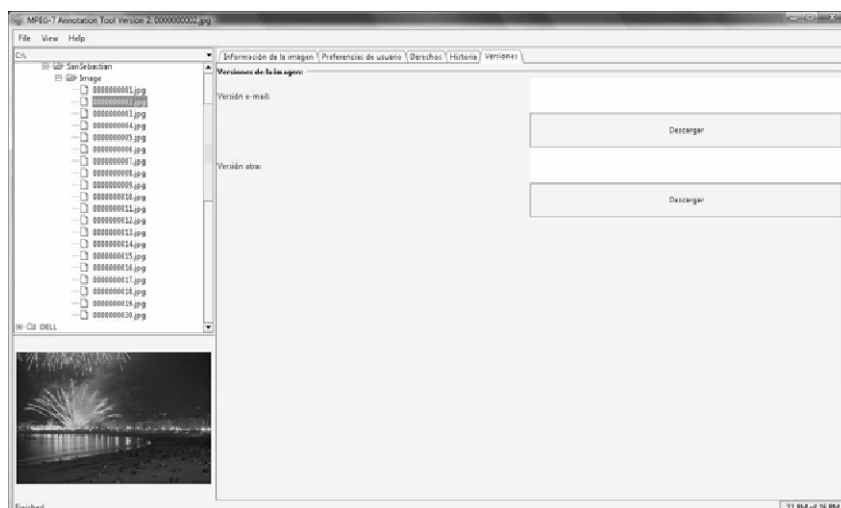 MPEG-7 Annotation Tool Version 2: 0000000002.jpg
File View Help
C:\
Información de la imagen Preferencias de usuario Derechos Historia Versiones
SanSebastian
Image
0000000001.jpg
0000000002.jpg
0000000003.jpg
0000000004.jpg
0000000005.jpg
0000000006.jpg
0000000007.jpg
0000000008.jpg
0000000009.jpg
0000000010.jpg
0000000011.jpg
0000000012.jpg
0000000013.jpg
0000000014.jpg
0000000015.jpg
0000000016.jpg
0000000017.jpg
0000000018.jpg
0000000019.jpg
0000000020.jpg
DELL
Versiones de la imagen:
Versión e-mail:
Descargar
Versión otra:
Descargar
Finished